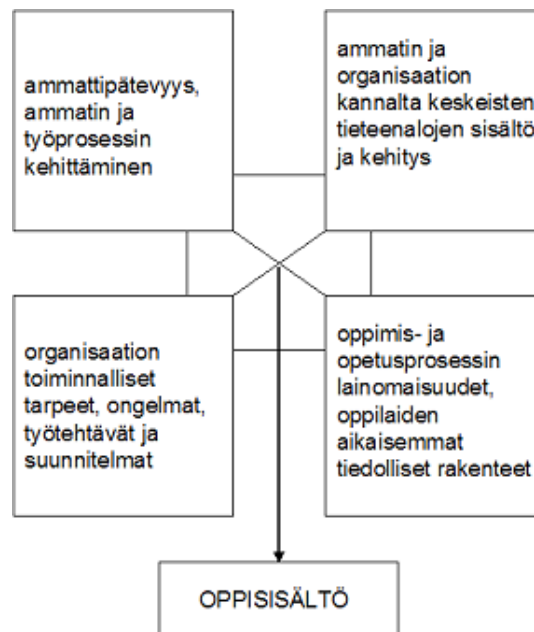 ammattipätevyys,
ammatin ja
työprosessin
kehittäminen
ammatin ja
organisaation
kannalta keskeisten
tieteenalojen sisältö
ja kehitys
organisaation
toiminnalliset
tarpeet, ongelmat,
työtehtävät ja
suunnitelmat
oppimis- ja
opetusprosessin
lainomaisuudet,
oppilaiden
aikaisemmat
tiedolliset rakenteet
OPPISISÄLTÖ